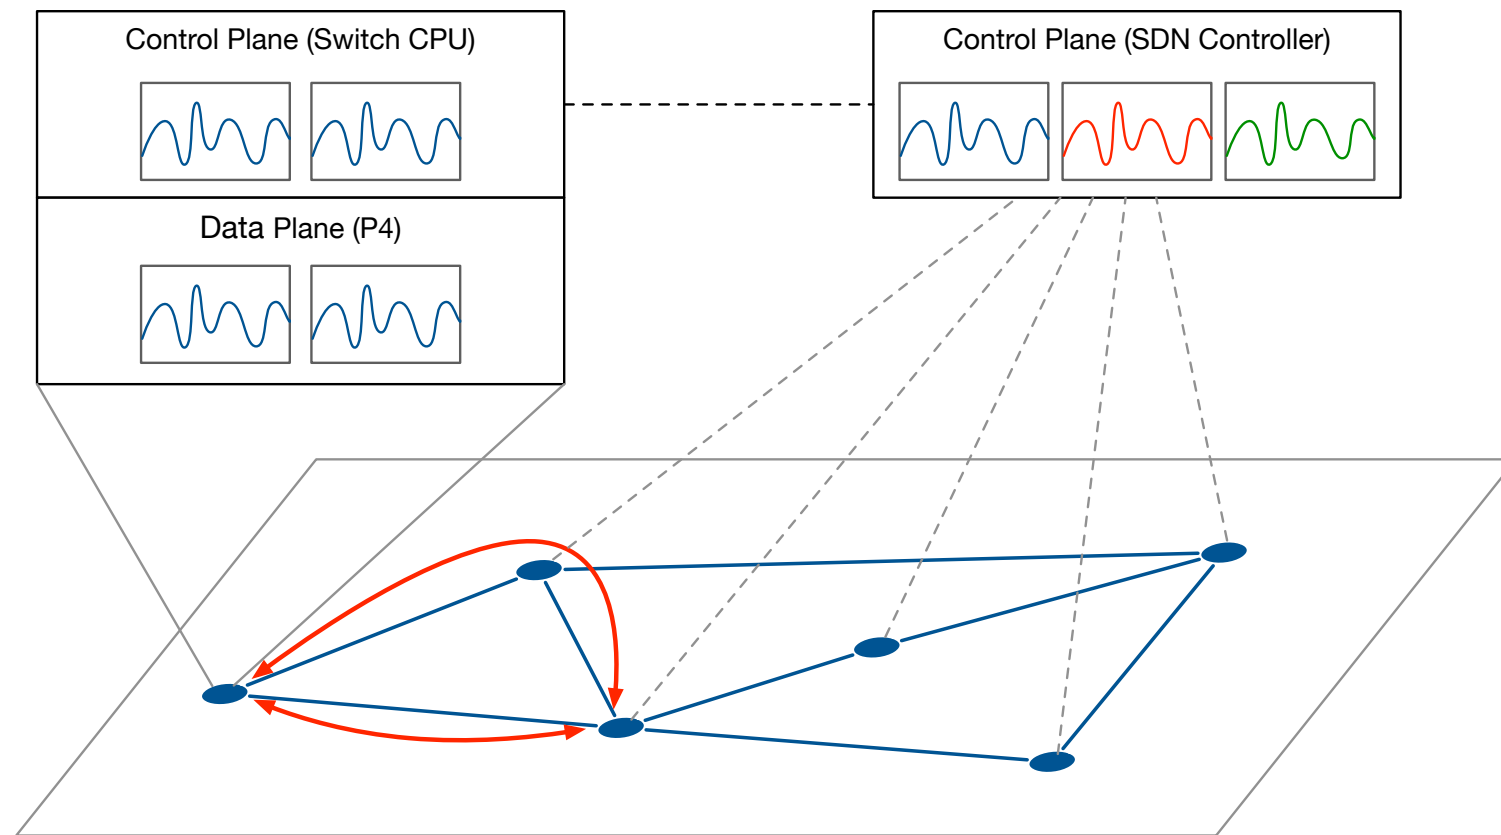 Control Plane (Switch CPU)
Control Plane (SDN Controller)
Data Plane (P4)